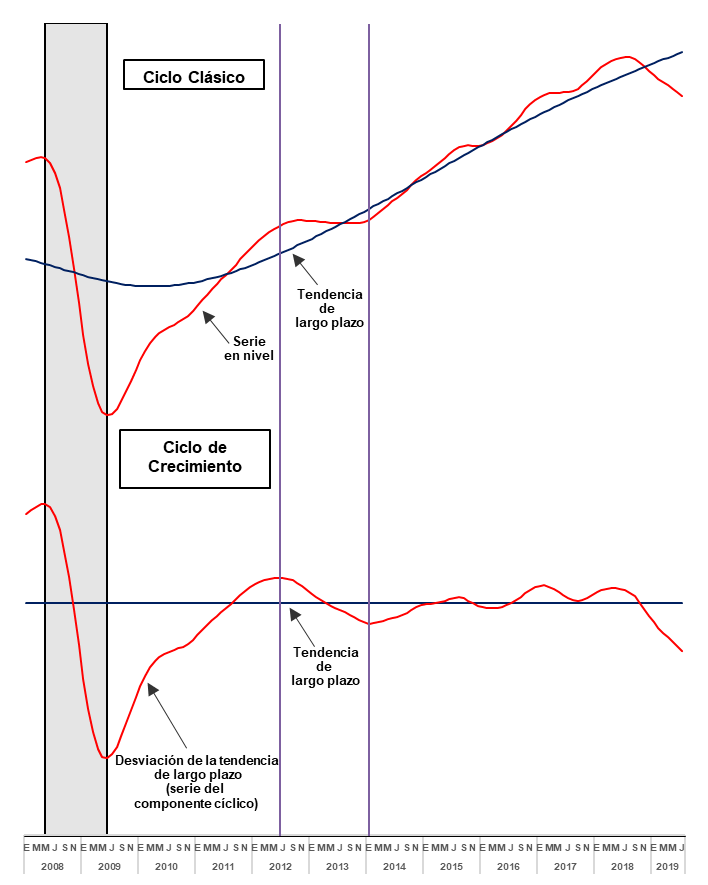 Ciclo Clásico
Tendencia
de
largo plazo
Serie
en nivel
Ciclo de
Crecimiento
Tendencia
de
largo plazo
Desviación de la tendencia
de largo plazo
(serie del
componente cíclico)
E M M J S N E M M J S N E M M J S N E M M J S N E M M J S N E M M J S N E M M J S N E M M J S N E M M J S N E M M J S N E M M J S N E M M J
2008 2009 2010 2011 2012 2013 2014 2015 2016 2017 2018 2019